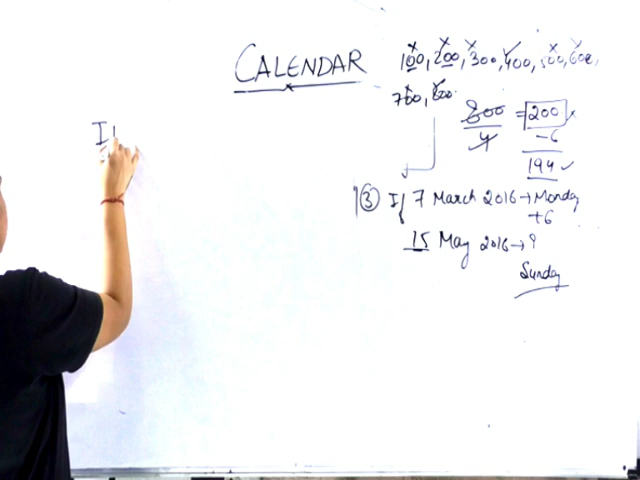 CALENDAR
100, 200, 300, 400, 500, 600,
700, 800
800/4 = 200
-6
194
③ If 7 March 2016 → Monday
+6
15 May 2016 → ?
Sunday
I